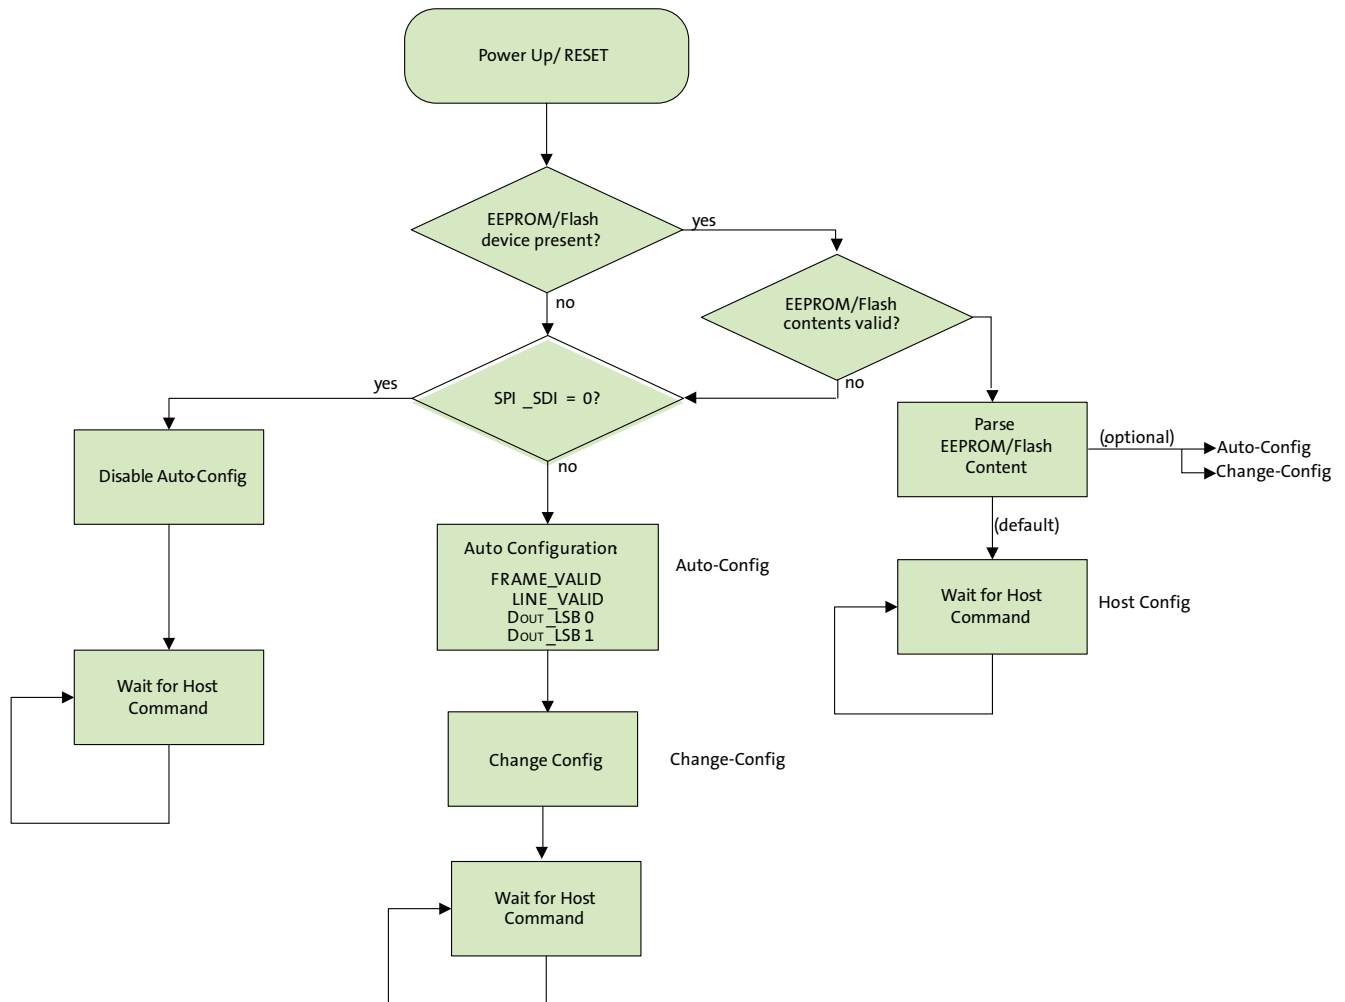 Power Up/ RESET
EEPROM/Flash
device present?
yes
no
EEPROM/Flash
contents valid?
no
SPI _SDI = 0?
yes
no
Parse
EEPROM/Flash
Content
(optional)
Auto-Config
Change-Config
(default)
Disable Auto-Config
Auto Configuration
FRAME_VALID
LINE_VALID
DOUT_LSB 0
DOUT_LSB 1
Auto-Config
Wait for Host
Command
Host Config
Wait for Host
Command
Change Config
Change-Config
Wait for Host
Command